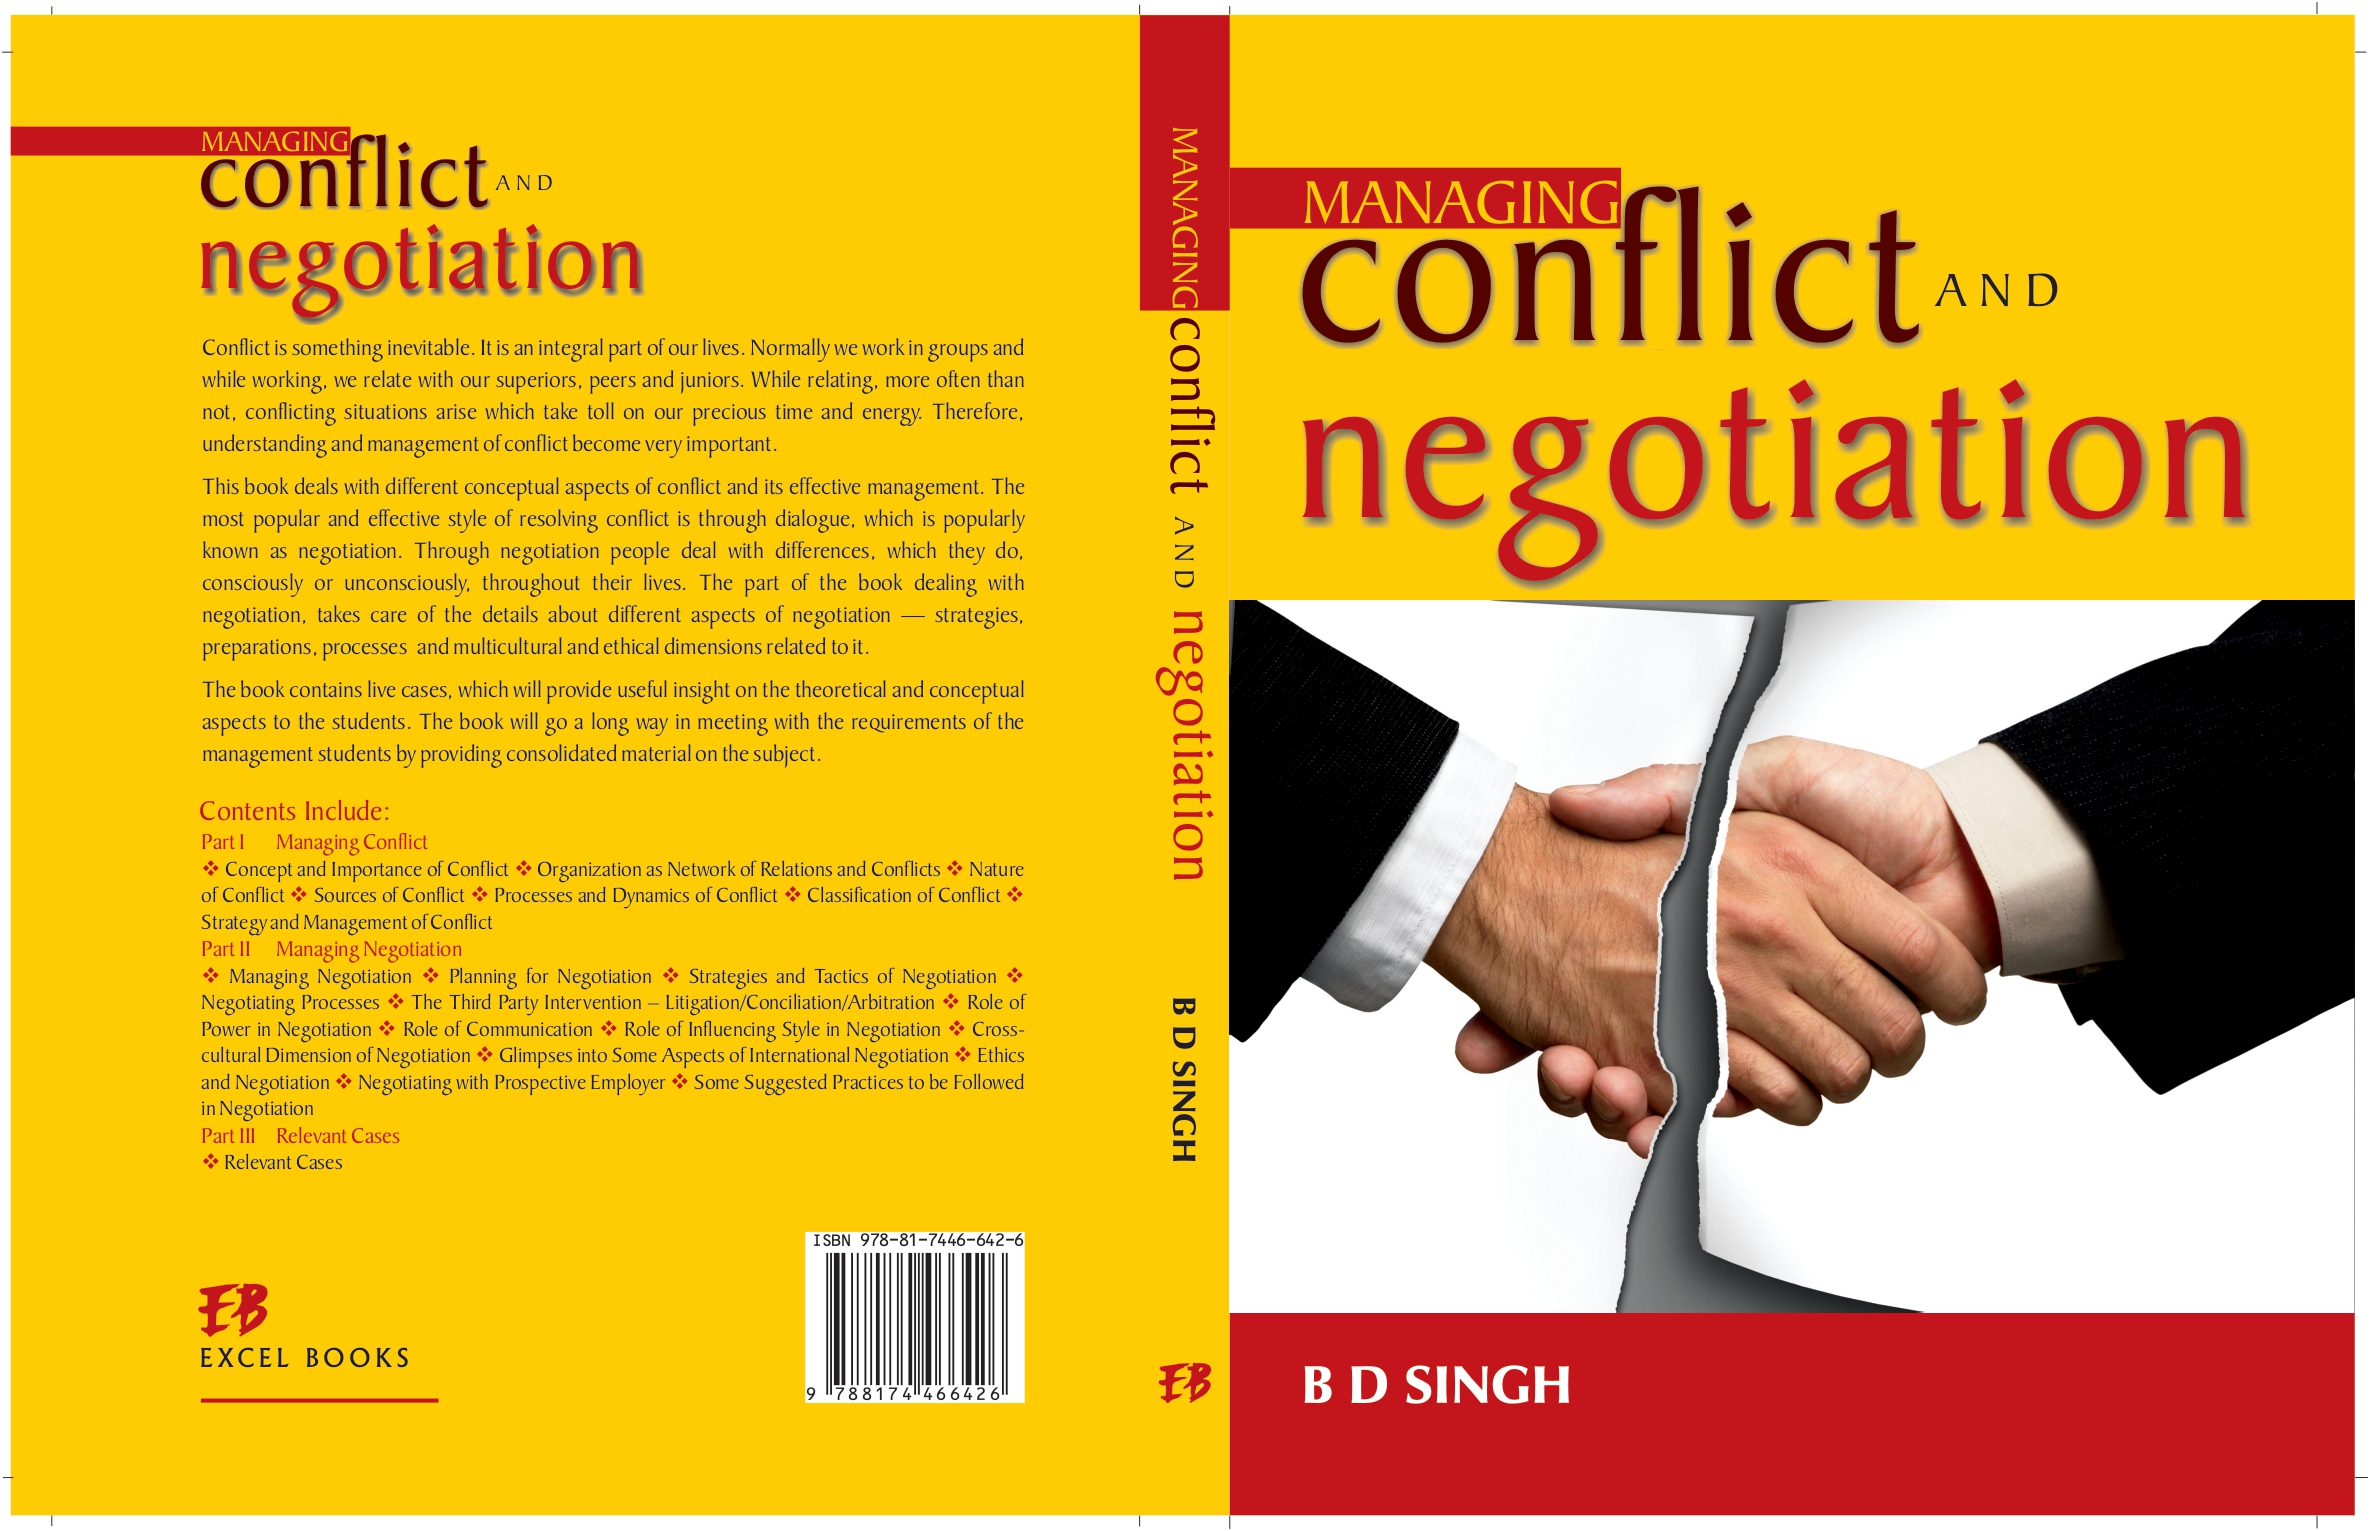 MANAGING
conflict AND
negotiation
Conflict is something inevitable. It is an integral part of our lives. Normally we work in groups and
while working, we relate with our superiors, peers and juniors. While relating, more often than
not, conflicting situations arise which take toll on our precious time and energy. Therefore,
understanding and management of conflict become very important.
This book deals with different conceptual aspects of conflict and its effective management. The
most popular and effective style of resolving conflict is through dialogue, which is popularly
known as negotiation. Through negotiation people deal with differences, which they do,
consciously or unconsciously, throughout their lives. The part of the book dealing with
negotiation, takes care of the details about different aspects of negotiation — strategies,
preparations, processes and multicultural and ethical dimensions related to it.
The book contains live cases, which will provide useful insight on the theoretical and conceptual
aspects to the students. The book will go a long way in meeting with the requirements of the
management students by providing consolidated material on the subject.
Contents Include:
Part I Managing Conflict
❖ Concept and Importance of Conflict ❖ Organization as Network of Relations and Conflicts ❖ Nature
of Conflict ❖ Sources of Conflict ❖ Processes and Dynamics of Conflict ❖ Classification of Conflict ❖
Strategy and Management of Conflict
Part II Managing Negotiation
❖ Managing Negotiation ❖ Planning for Negotiation ❖ Strategies and Tactics of Negotiation ❖
Negotiating Processes ❖ The Third Party Intervention – Litigation/Conciliation/Arbitration ❖ Role of
Power in Negotiation ❖ Role of Communication ❖ Role of Influencing Style in Negotiation ❖ Cross-
cultural Dimension of Negotiation ❖ Glimpses into Some Aspects of International Negotiation ❖ Ethics
and Negotiation ❖ Negotiating with Prospective Employer ❖ Some Suggested Practices to be Followed
in Negotiation
Part III Relevant Cases
❖ Relevant Cases
ISBN 978-81-7446-642-6
9 788174 466426
EB
EXCEL BOOKS
MANAGING conflict AND negotiation B D SINGH EB
MANAGING
conflict AND
negotiation
B D SINGH